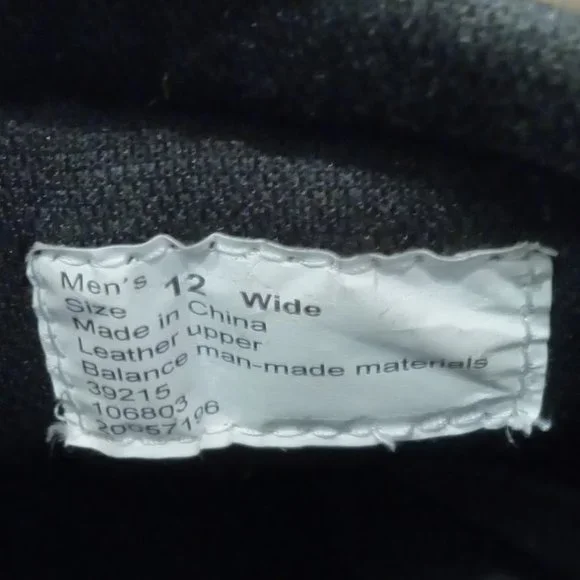 Men's 12 Wide
Size
Made in China
Leather upper
Balance man-made materials
39215
106803